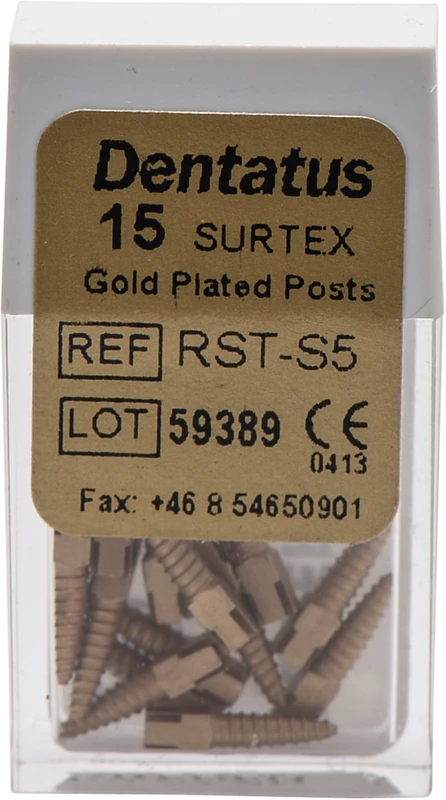 Dentatus
15 SURTEX
Gold Plated Posts
REF RST-S5
LOT 59389 CE
0413
Fax: +46 8 54650901